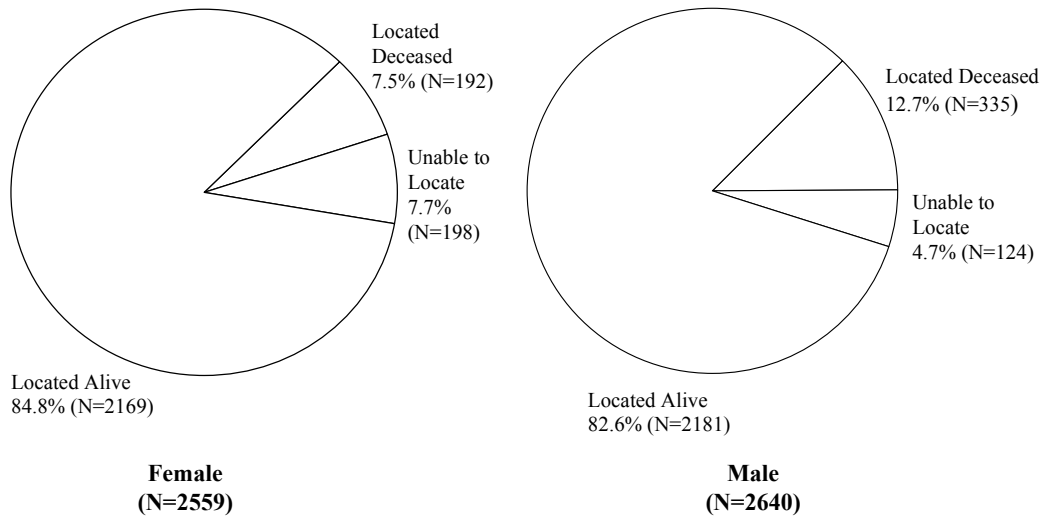 Located
Deceased
7.5% (N=192)
Unable to
Locate
7.7%
(N=198)
Located Alive
84.8% (N=2169)
Female
(N=2559)
Located Deceased
12.7% (N=335)
Unable to
Locate
4.7% (N=124)
Located Alive
82.6% (N=2181)
Male
(N=2640)